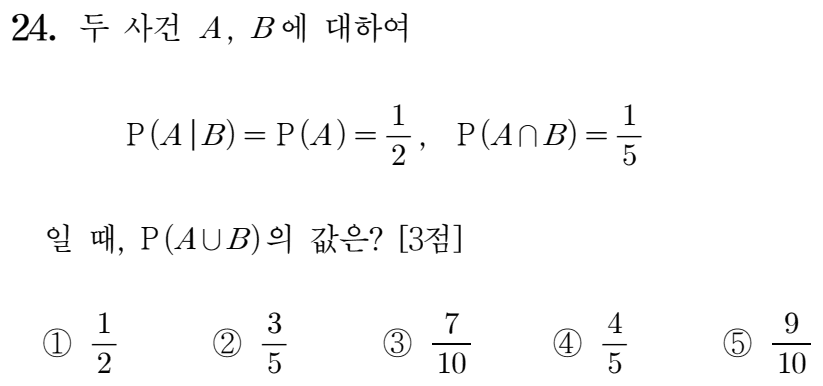 24. 두 사건 A, B에 대하여
P(A|B) = P(A) = 1/2, P(A∩B) = 1/5
일 때, P(A∪B)의 값은? [3점]
① 1/2 ② 3/5 ③ 7/10 ④ 4/5 ⑤ 9/10